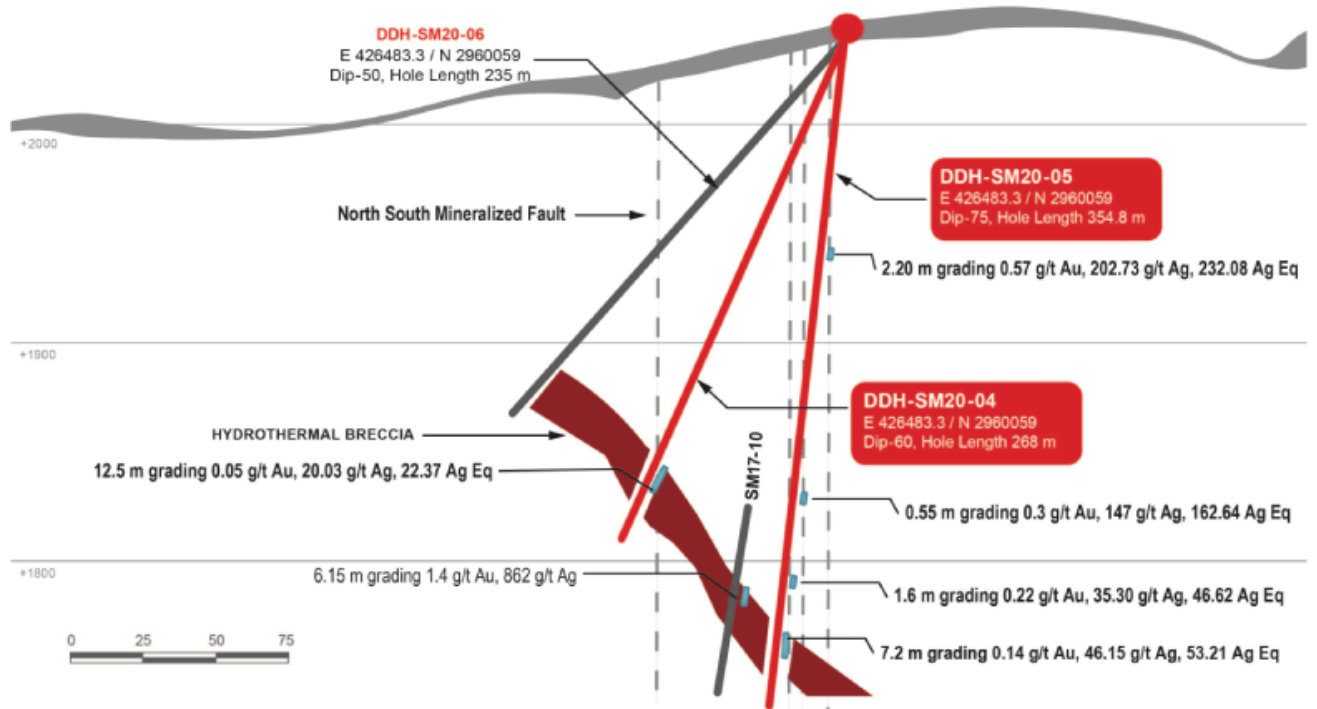 DDH-SM20-06
E 426483.3 / N 2960059
Dip-50, Hole Length 235 m
+2000
DDH-SM20-05
E 426483.3 / N 2960059
Dip-75, Hole Length 354.8 m
North South Mineralized Fault
2.20 m grading 0.57 g/t Au, 202.73 g/t Ag, 232.08 Ag Eq
+1900
DDH-SM20-04
E 426483.3 / N 2960059
Dip-60, Hole Length 268 m
HYDROTHERMAL BRECCIA
12.5 m grading 0.05 g/t Au, 20.03 g/t Ag, 22.37 Ag Eq
SM17-10
0.55 m grading 0.3 g/t Au, 147 g/t Ag, 162.64 Ag Eq
+1800
6.15 m grading 1.4 g/t Au, 862 g/t Ag
1.6 m grading 0.22 g/t Au, 35.30 g/t Ag, 46.62 Ag Eq
0 25 50 75
7.2 m grading 0.14 g/t Au, 46.15 g/t Ag, 53.21 Ag Eq